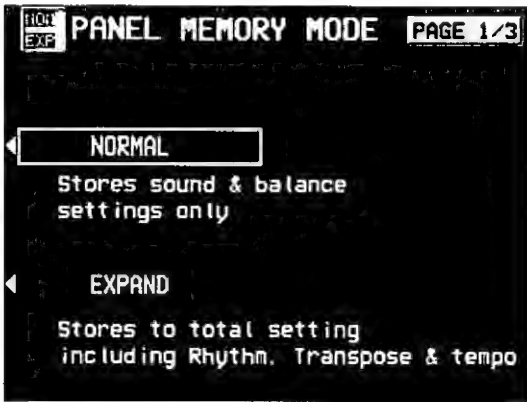 NOR
EXP
PANEL MEMORY MODE
PAGE 1/3
NORMAL
Stores sound & balance
settings only
EXPAND
Stores to total setting
including Rhythm. Transpose & tempo